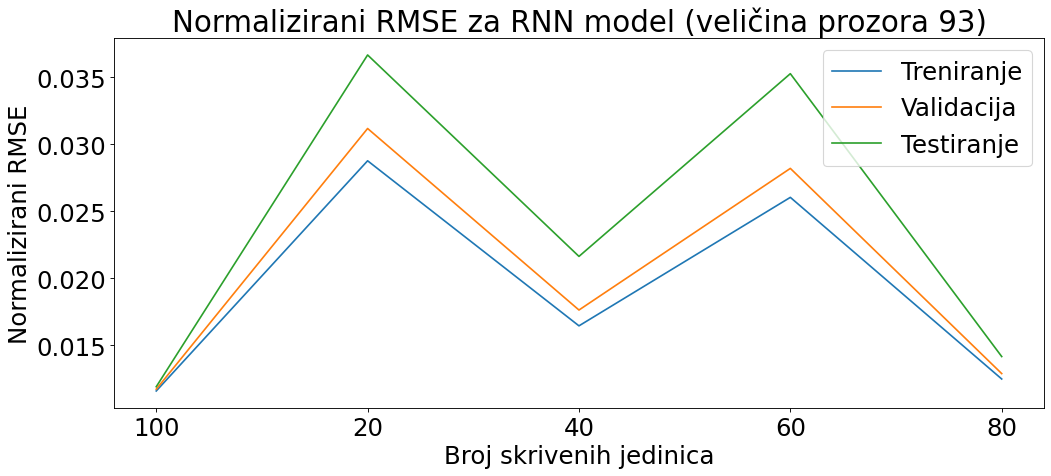 Normalizirani RMSE za RNN model (veličina prozora 93)
Treniranje
Validacija
Testiranje
Normalizirani RMSE
0.035
0.030
0.025
0.020
0.015
100 20 40 60 80
Broj skrivenih jedinica